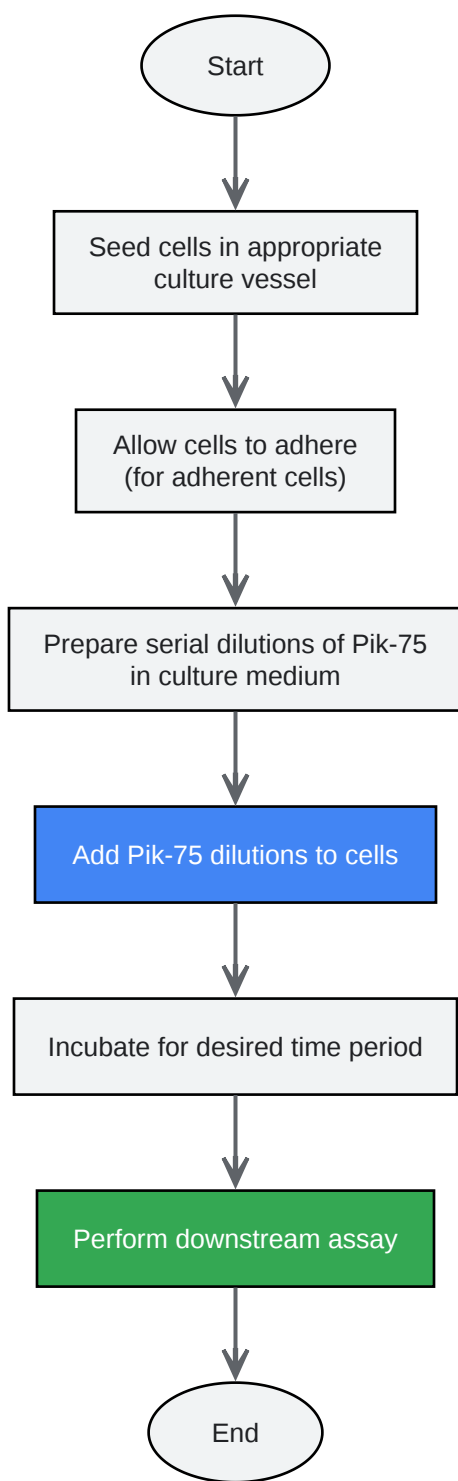 Start
Seed cells in appropriate
culture vessel
Allow cells to adhere
(for adherent cells)
Prepare serial dilutions of Pik-75
in culture medium
Add Pik-75 dilutions to cells
Incubate for desired time period
Perform downstream assay
End